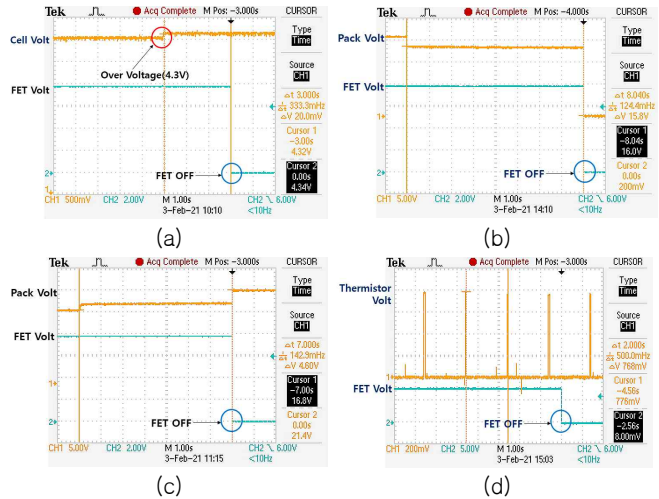 Tek Acq Complete M Pos: -3.000s CURSOR
Cell Volt
Over Voltage(4.3V)
FET Volt
FET OFF
Type
Time
Source
CH1
Δt 3.000s
1/Δt 333.3mHz
ΔV 20.0mV
Cursor 1
-3.00s
4.32V
Cursor 2
0.00s
4.34V
2
1
CH1 500mV CH2 2.00V M 1.00s CH2 6.00V
3-Feb-21 10:10 <10Hz
(a)
Tek Acq Complete M Pos: -4.000s CURSOR
Pack Volt
FET Volt
FET OFF
Type
Time
Source
CH1
Δt 8.040s
1/Δt 124.4mHz
ΔV 15.8V
Cursor 1
-8.04s
16.0V
Cursor 2
0.00s
200mV
1
2
CH1 5.00V CH2 2.00V M 1.00s CH2 6.00V
3-Feb-21 14:10 <10Hz
(b)
Tek Acq Complete M Pos: -3.000s CURSOR
Pack Volt
FET Volt
FET OFF
Type
Time
Source
CH1
Δt 7.000s
1/Δt 142.9mHz
ΔV 4.60V
Cursor 1
-7.00s
16.8V
Cursor 2
0.00s
21.4V
1
2
CH1 5.00V CH2 2.00V M 1.00s CH2 6.00V
3-Feb-21 11:15 <10Hz
(c)
Tek Acq Complete M Pos: -3.000s CURSOR
Thermistor
Volt
FET Volt
FET OFF
Type
Time
Source
CH1
Δt 2.000s
1/Δt 500.0mHz
ΔV 768mV
Cursor 1
-4.56s
776mV
Cursor 2
-2.56s
8.00mV
1
2
CH1 200mV CH2 5.00V M 1.00s CH2 6.00V
3-Feb-21 15:03 <10Hz
(d)